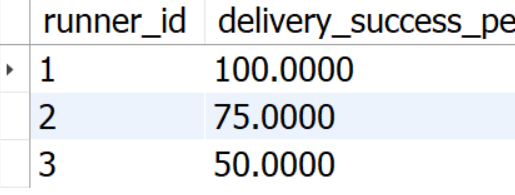 runner_id delivery_success_pe
1 100.0000
2 75.0000
3 50.0000